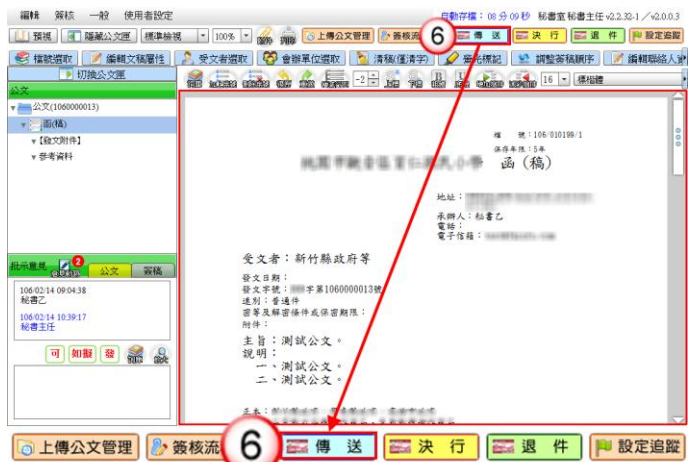 編輯 簽核 一般 使用者設定
自動存檔：08 分 09 秒 秘書室 秘書主任 v2.2.32-1／v2.0.0.3
預視 隱藏公文匣 標準檢視 100% 上傳公文管理 簽核流 6 傳 送 決 行 退 件 設定追蹤
檔號選取 編輯文稿屬性 受文者選取 會辦單位選取 清稿(僅清字) 螢光標記 調整簽稿順序 編輯聯絡人資
切換公文匣
-2 16 標楷體
公文
公文(1060000013)
函(稿)
【發文附件】
參考資料
檔 號：106/010199/1
保存年限：5年
函（稿）
地址：
承辦人：秘書乙
電話：
電子信箱：
受文者：新竹縣政府等
發文日期：
發文字號： 字第1060000013號
速別：普通件
密等及解密條件或保密期限：
附件：
主旨：測試公文。
說明：
一、測試公文。
二、測試公文。
正本：
批示意見 2 公文 簽稿
106/02/14 09:04:38
秘書乙
106/02/14 10:39:17
秘書主任
可 如擬 發
上傳公文管理 簽核流 6 傳 送 決 行 退 件 設定追蹤